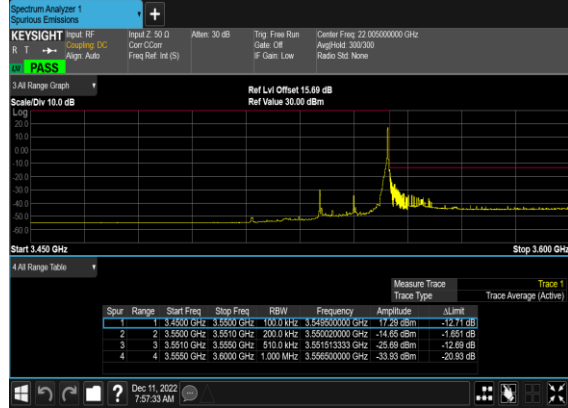 Spectrum Analyzer 1
Spurious Emissions
+
KEYSIGHT Input: RF Input Z: 50 Ω Atten: 30 dB Trig: Free Run Center Freq: 22.005000000 GHz
R T Coupling: DC Corr CCorr Gate: Off Avg|Hold: 300/300
Align: Auto Freq Ref: Int (S) IF Gain: Low Radio Std: None
PASS
3 All Range Graph
Ref Lvl Offset 15.69 dB
Scale/Div 10.0 dB Ref Value 30.00 dBm
Log
20.0
10.0
0.00
-10.0
-20.0
-30.0
-40.0
-50.0
-60.0
Start 3.450 GHz Stop 3.600 GHz
4 All Range Table
Measure Trace Trace 1
Trace Type Trace Average (Active)
Spur Range Start Freq Stop Freq RBW Frequency Amplitude ΔLimit
1 1 3.4500 GHz 3.5500 GHz 100.0 kHz 3.549500000 GHz 17.29 dBm -12.71 dB
2 2 3.5500 GHz 3.5510 GHz 200.0 kHz 3.550020000 GHz -14.65 dBm -1.651 dB
3 3 3.5510 GHz 3.5550 GHz 510.0 kHz 3.551513333 GHz -25.69 dBm -12.69 dB
4 4 3.5550 GHz 3.6000 GHz 1.000 MHz 3.556500000 GHz -33.93 dBm -20.93 dB
? Dec 11, 2022
7:57:33 AM